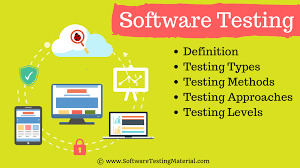 Software Testing
• Definition
• Testing Types
• Testing Methods
• Testing Approaches
• Testing Levels
© www.SoftwareTestingMaterial.com